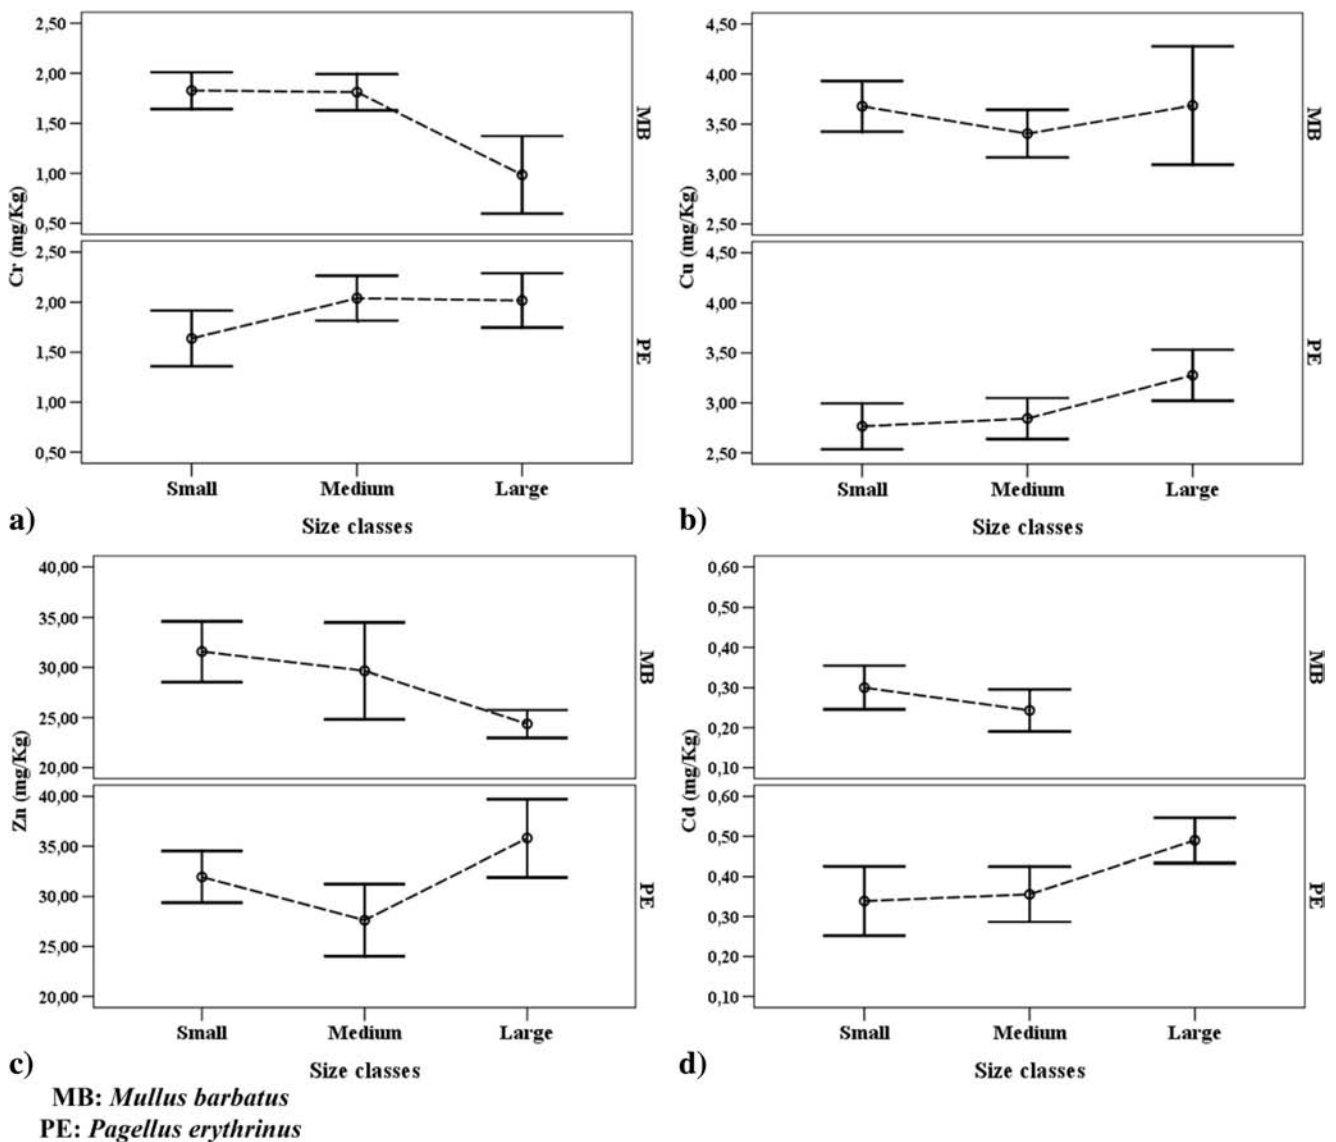 2,50
2,00
1,50
1,00
0,50
MB
2,50
2,00
1,50
1,00
0,50
PE
Cr (mg/Kg)
Small Medium Large
a)
Size classes
4,50
4,00
3,50
3,00
2,50
MB
4,50
4,00
3,50
3,00
2,50
PE
Cu (mg/Kg)
Small Medium Large
b)
Size classes
40,00
35,00
30,00
25,00
20,00
MB
40,00
35,00
30,00
25,00
20,00
PE
Zn (mg/Kg)
Small Medium Large
c)
Size classes
0,60
0,50
0,40
0,30
0,20
0,10
MB
0,60
0,50
0,40
0,30
0,20
0,10
PE
Cd (mg/Kg)
Small Medium Large
d)
Size classes
MB: Mullus barbatus
PE: Pagellus erythrinus